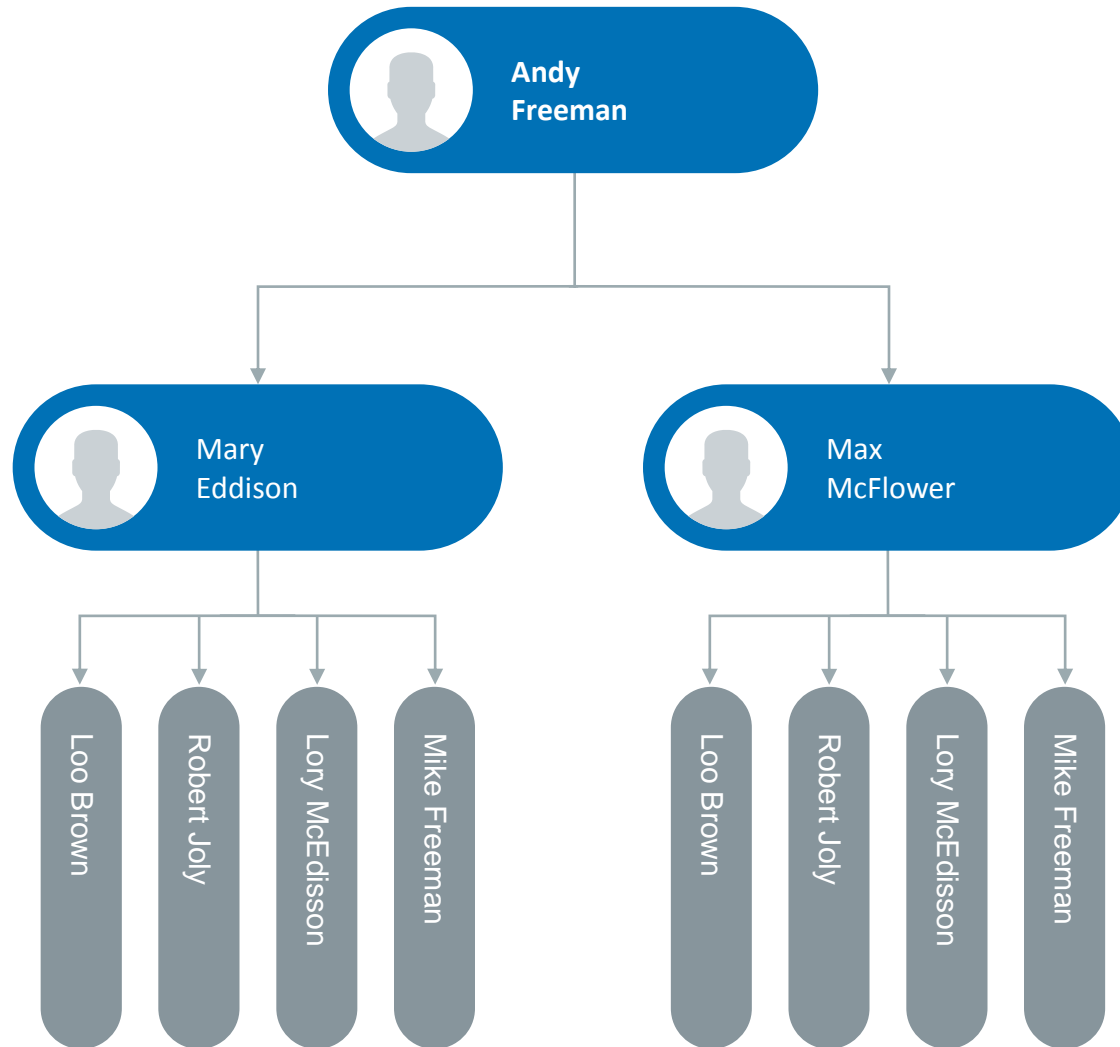 Andy
Freeman
Mary
Eddison
Max
McFlower
Loo Brown
Robert Joly
Lory McEdisson
Mike Freeman
Loo Brown
Robert Joly
Lory McEdisson
Mike Freeman